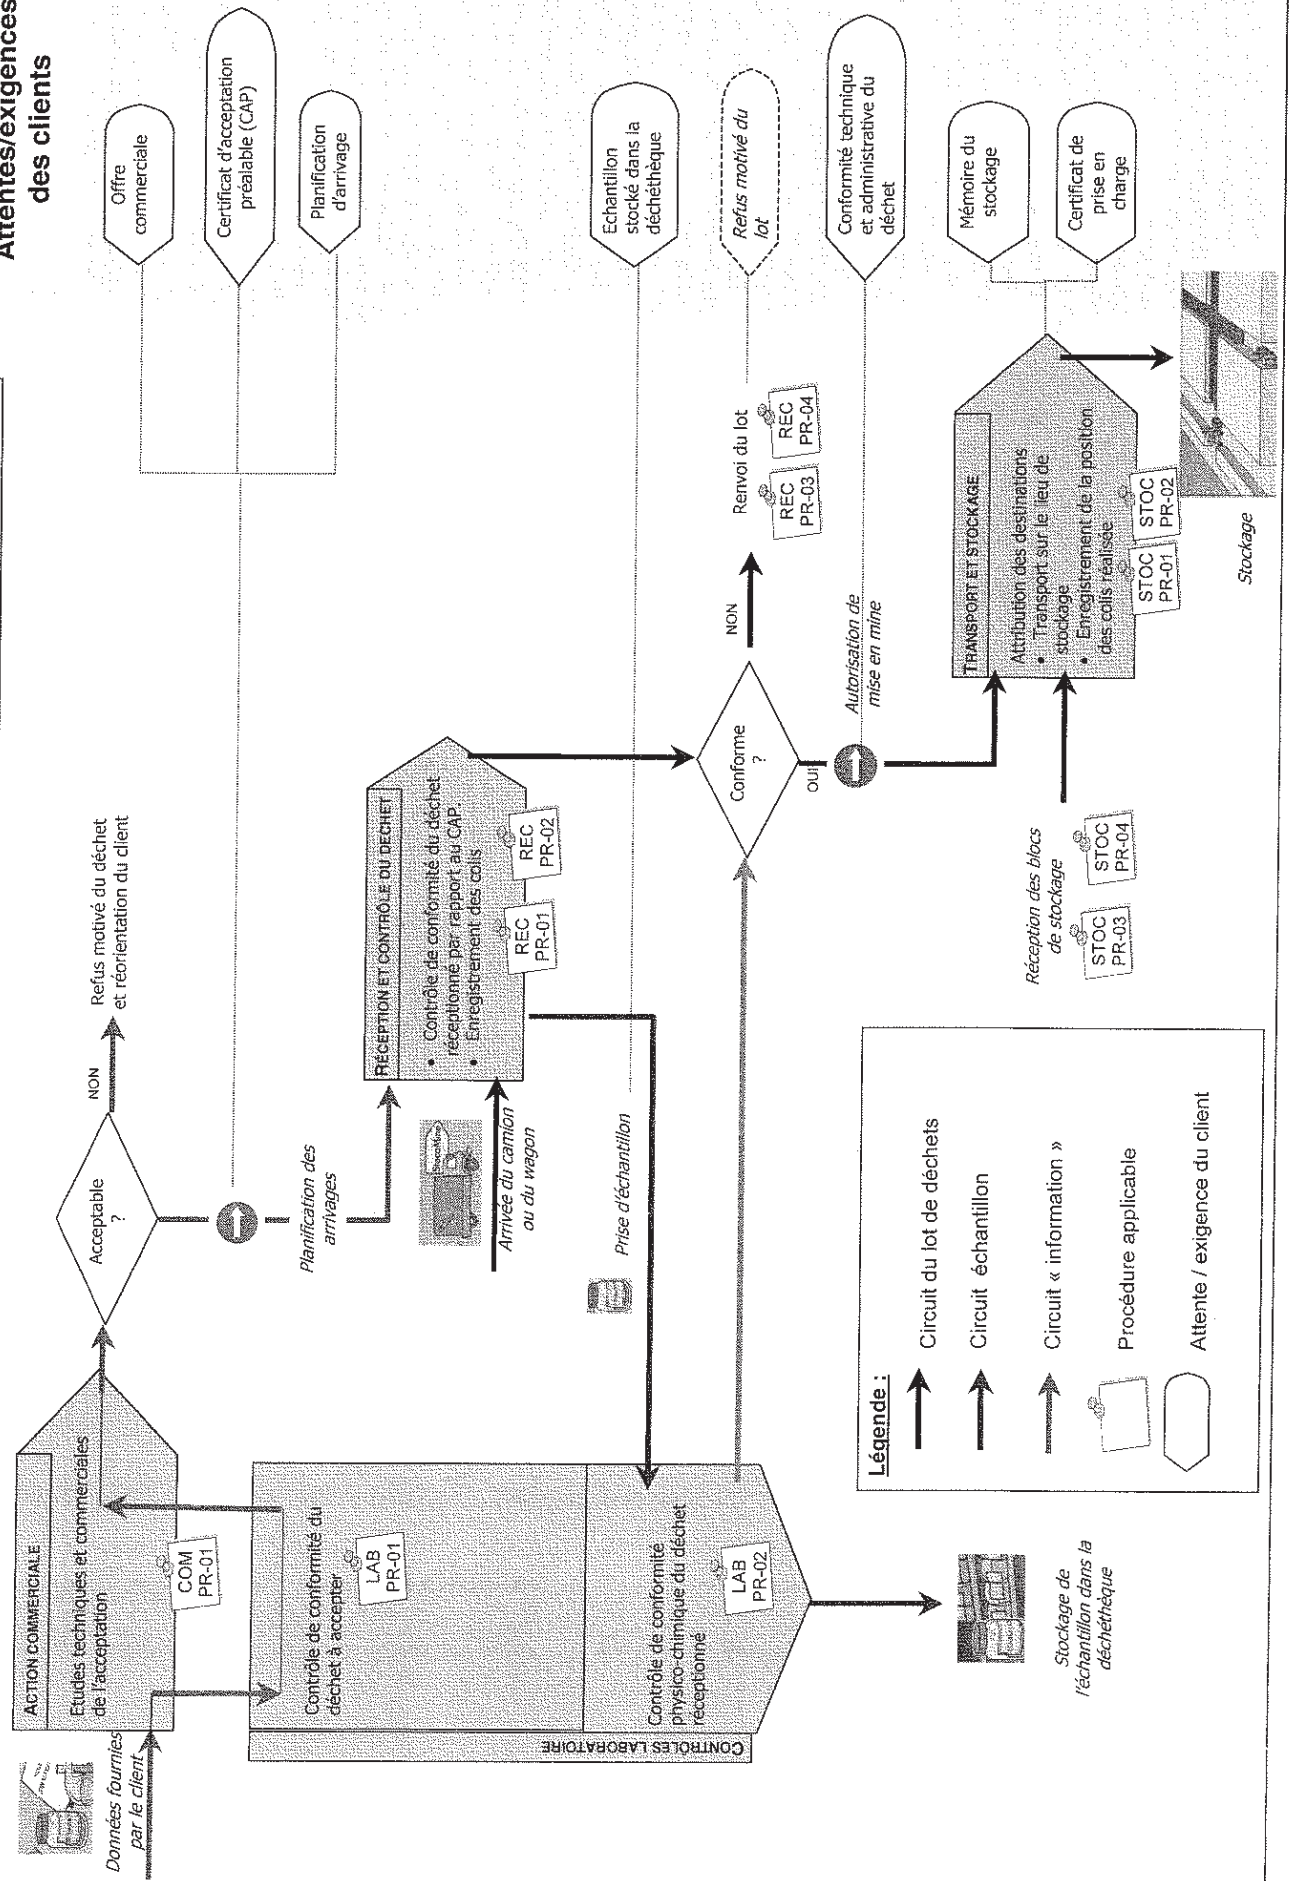 Attentes/exigences
des clients
Offre
commerciale
Certificat d'acceptation
préalable (CAP)
Planification
d'arrivage
Echantillon
stocké dans la
déchéthèque
Refus motivé du
lot
Conformité technique
et administrative du
déchet
Mémoire du
stockage
Certificat de
prise en
charge
Données fournies
par le client
ACTION COMMERCIALE
Etudes techniques et commerciales
de l'acceptation
COM
PR-01
Acceptable
?
NON
Refus motivé du déchet
et réorientation du client
CONTRÔLES LABORATOIRE
Contrôle de conformité du
déchet à accepter
LAB
PR-01
Contrôle de conformité
physico-chimique du déchet
réceptionné
LAB
PR-02
Planification des
arrivages
Arrivée du camion
ou du wagon
RÉCEPTION ET CONTRÔLE DU DÉCHET
• Contrôle de conformité du déchet
réceptionné par rapport au CAP.
• Enregistrement des colis
REC
PR-01
REC
PR-02
Prise d'échantillon
Conforme
?
NON
Renvoi du lot
REC
PR-03
REC
PR-04
OUI
Autorisation de
mise en mine
Réception des blocs
de stockage
STOC
PR-03
STOC
PR-04
TRANSPORT ET STOCKAGE
Attribution des destinations
• Transport sur le lieu de
stockage
• Enregistrement de la position
des colis réalisée
STOC
PR-01
STOC
PR-02
Stockage
Stockage de
l'échantillon dans la
déchéthèque
Légende :
Circuit du lot de déchets
Circuit échantillon
Circuit « information »
Procédure applicable
Attente / exigence du client